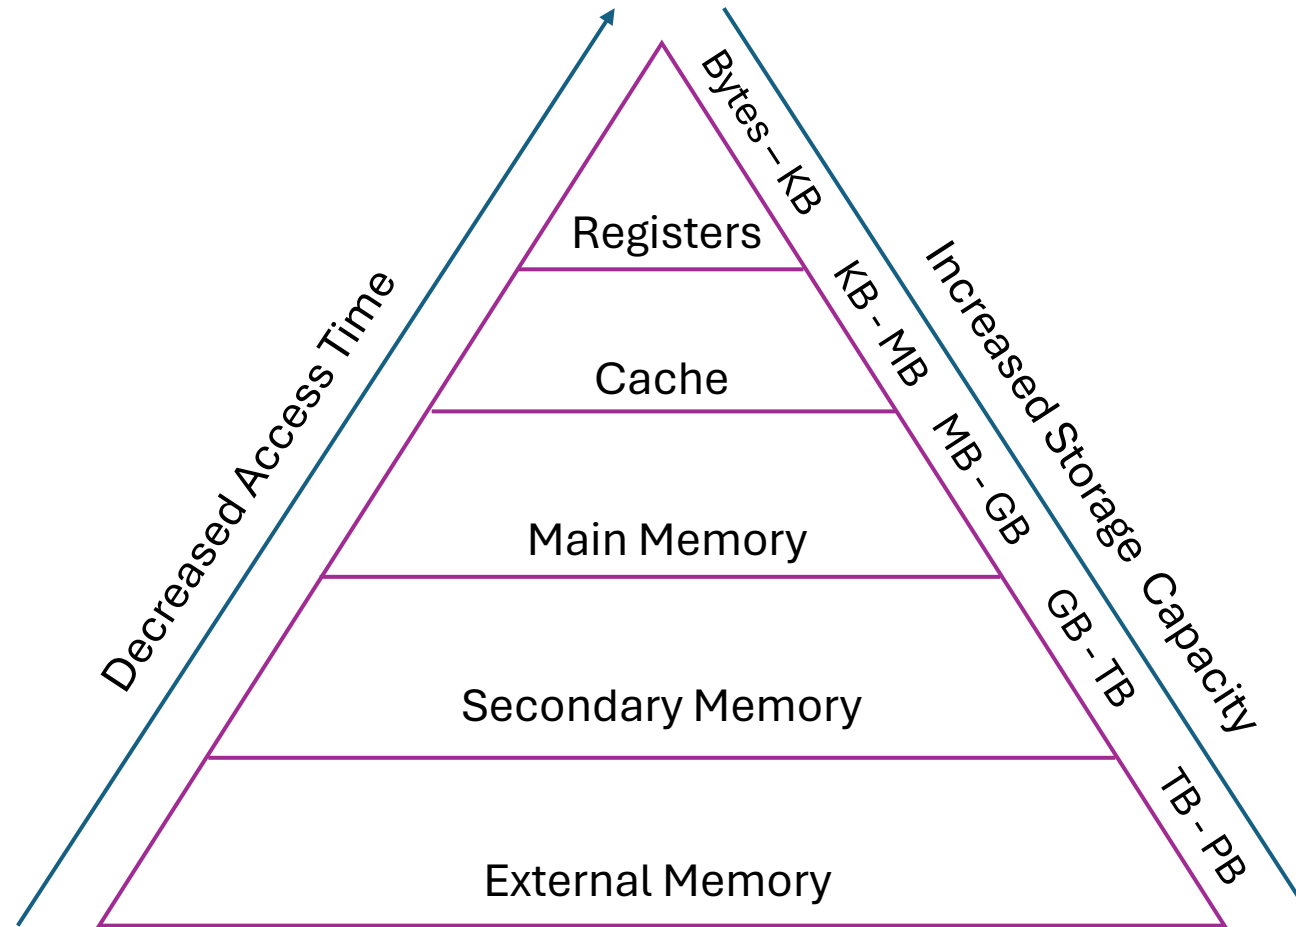 Bytes – KB
Registers
KB - MB
Cache
MB - GB
Main Memory
GB - TB
Secondary Memory
TB - PB
External Memory
Decreased Access Time
Increased Storage Capacity